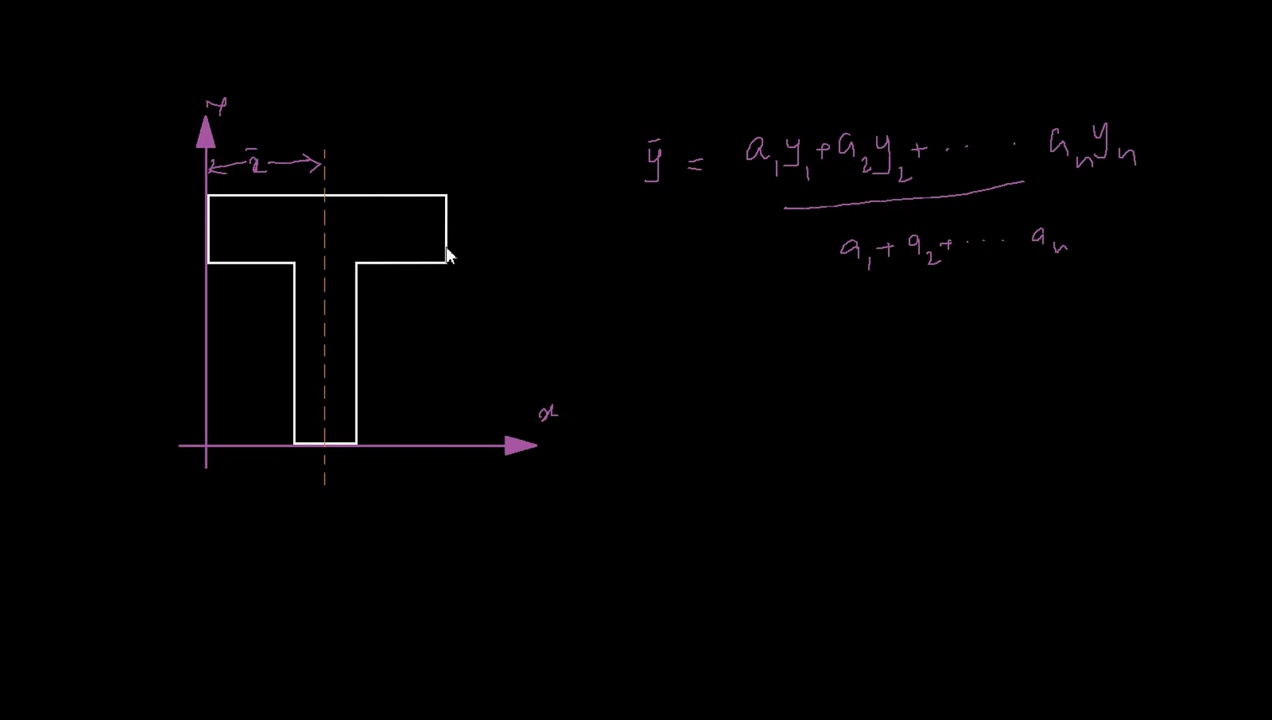 y
x̄
ȳ = a₁y₁ + a₂y₂ + ⋯ aₙyₙ
a₁ + a₂ + ⋯ aₙ
x